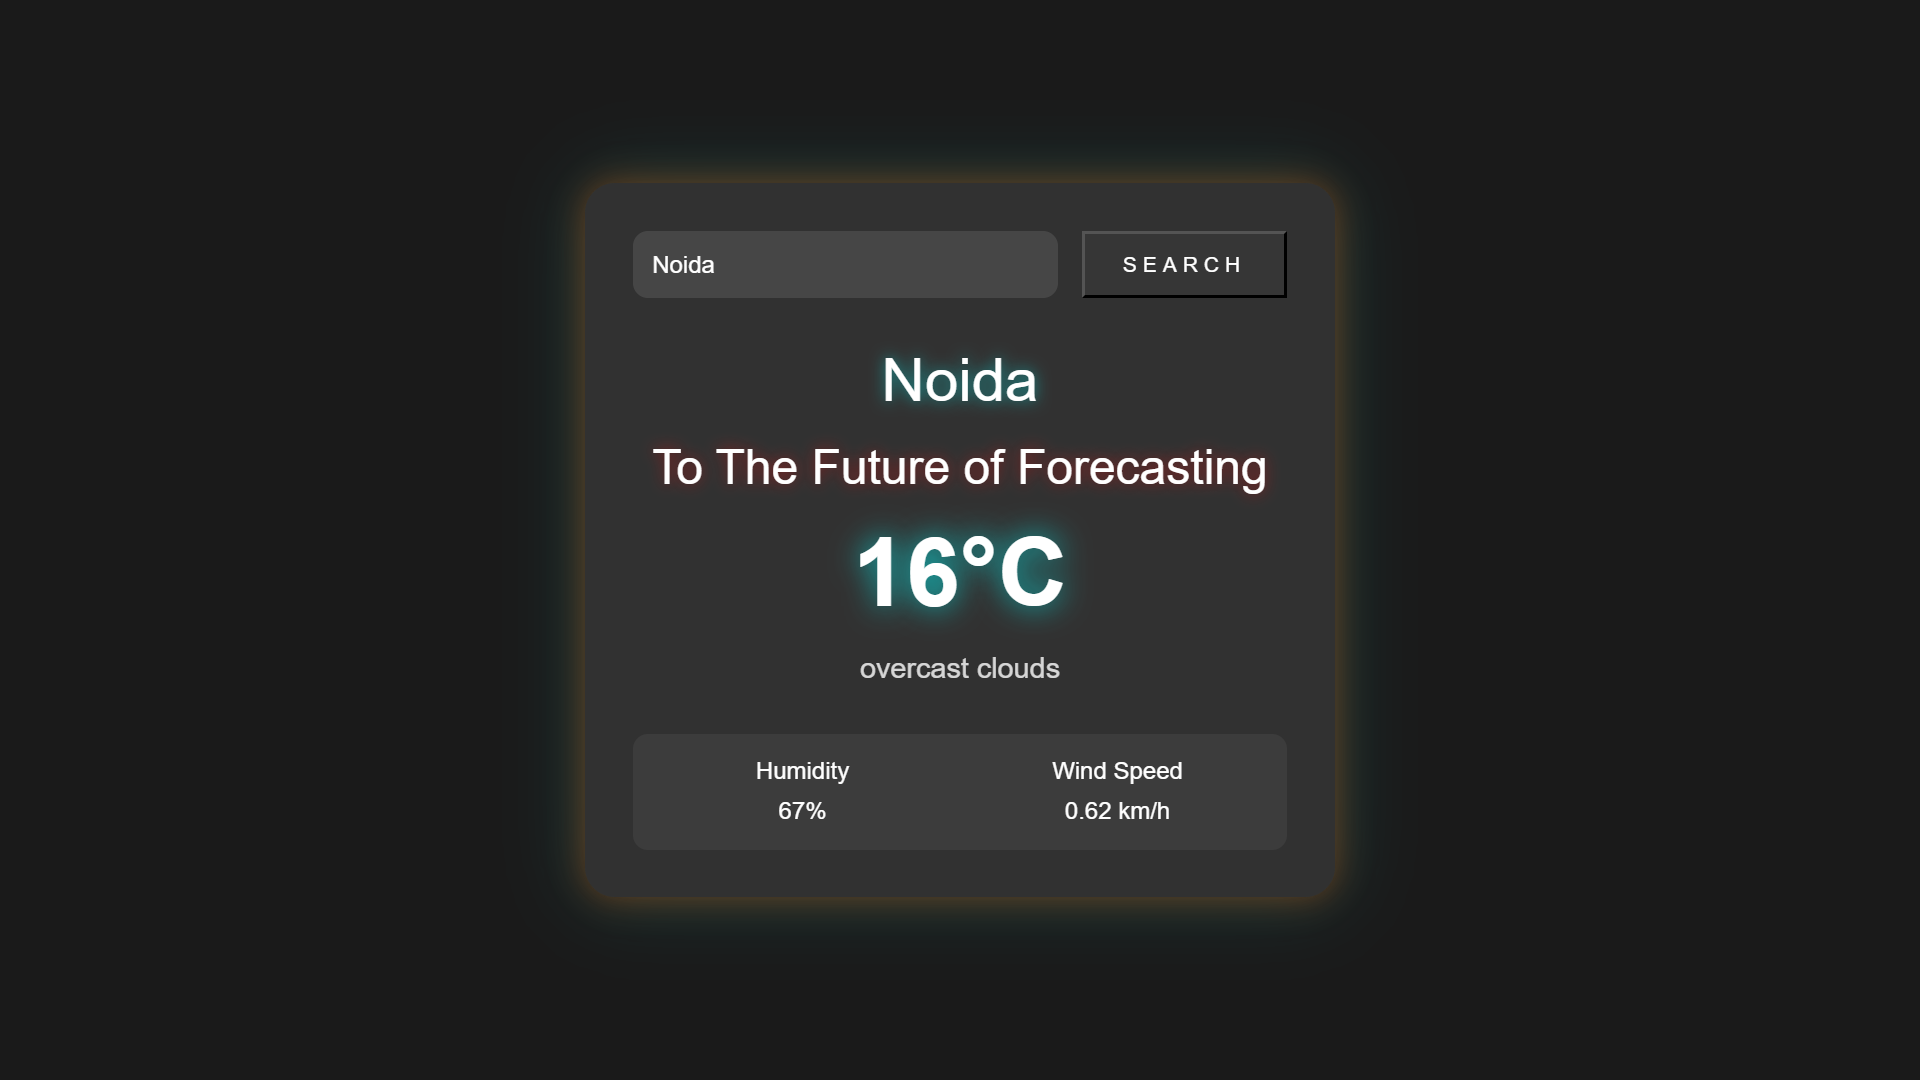 Noida
SEARCH
Noida
To The Future of Forecasting
16°C
overcast clouds
Humidity
Wind Speed
67%
0.62 km/h